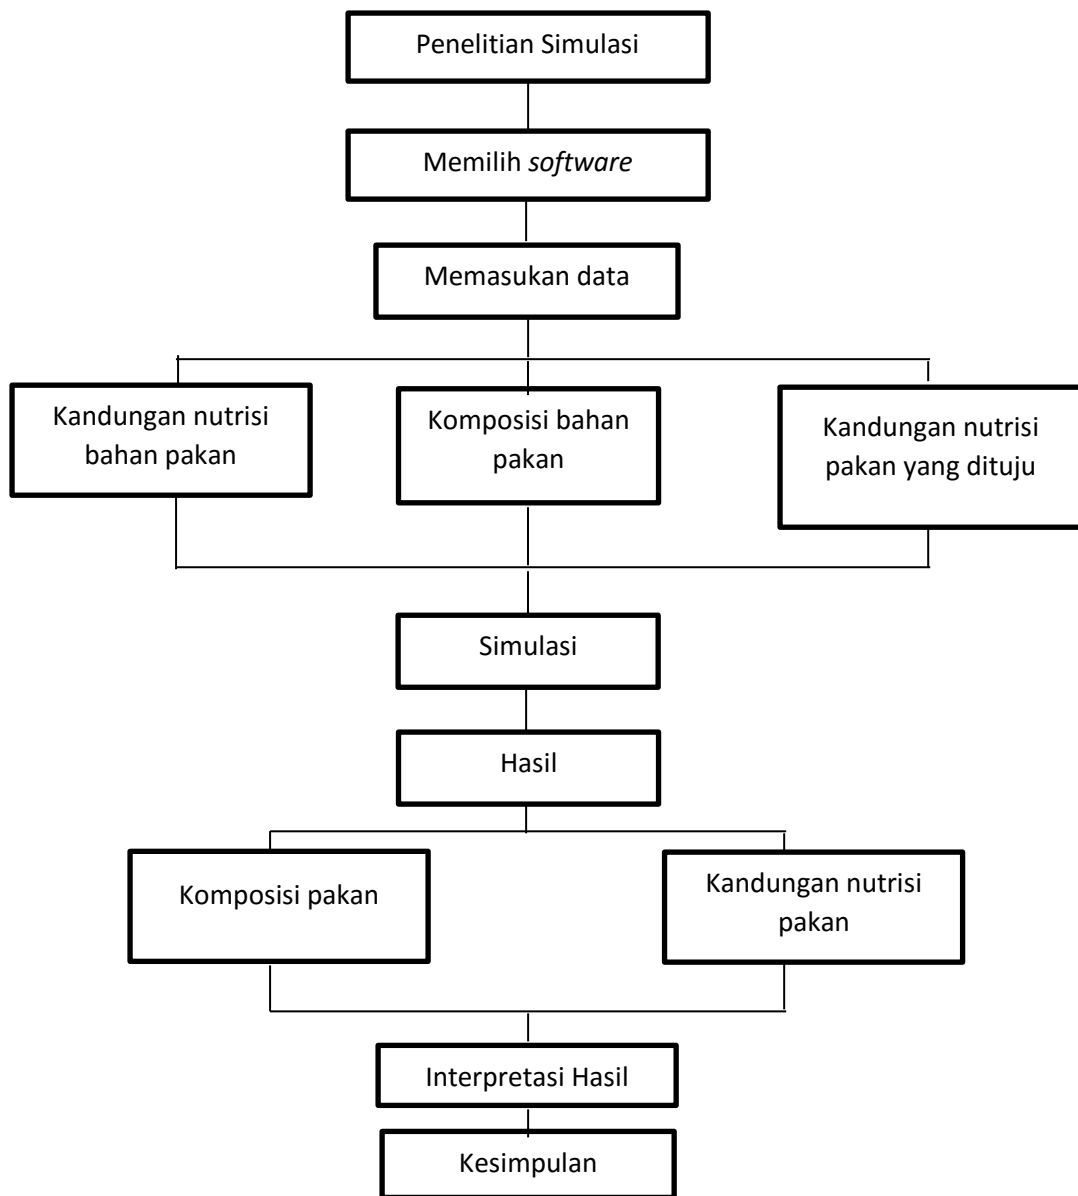 Penelitian Simulasi
Memilih software
Memasukan data
Kandungan nutrisi
bahan pakan
Komposisi bahan
pakan
Kandungan nutrisi
pakan yang dituju
Simulasi
Hasil
Komposisi pakan
Kandungan nutrisi
pakan
Interpretasi Hasil
Kesimpulan